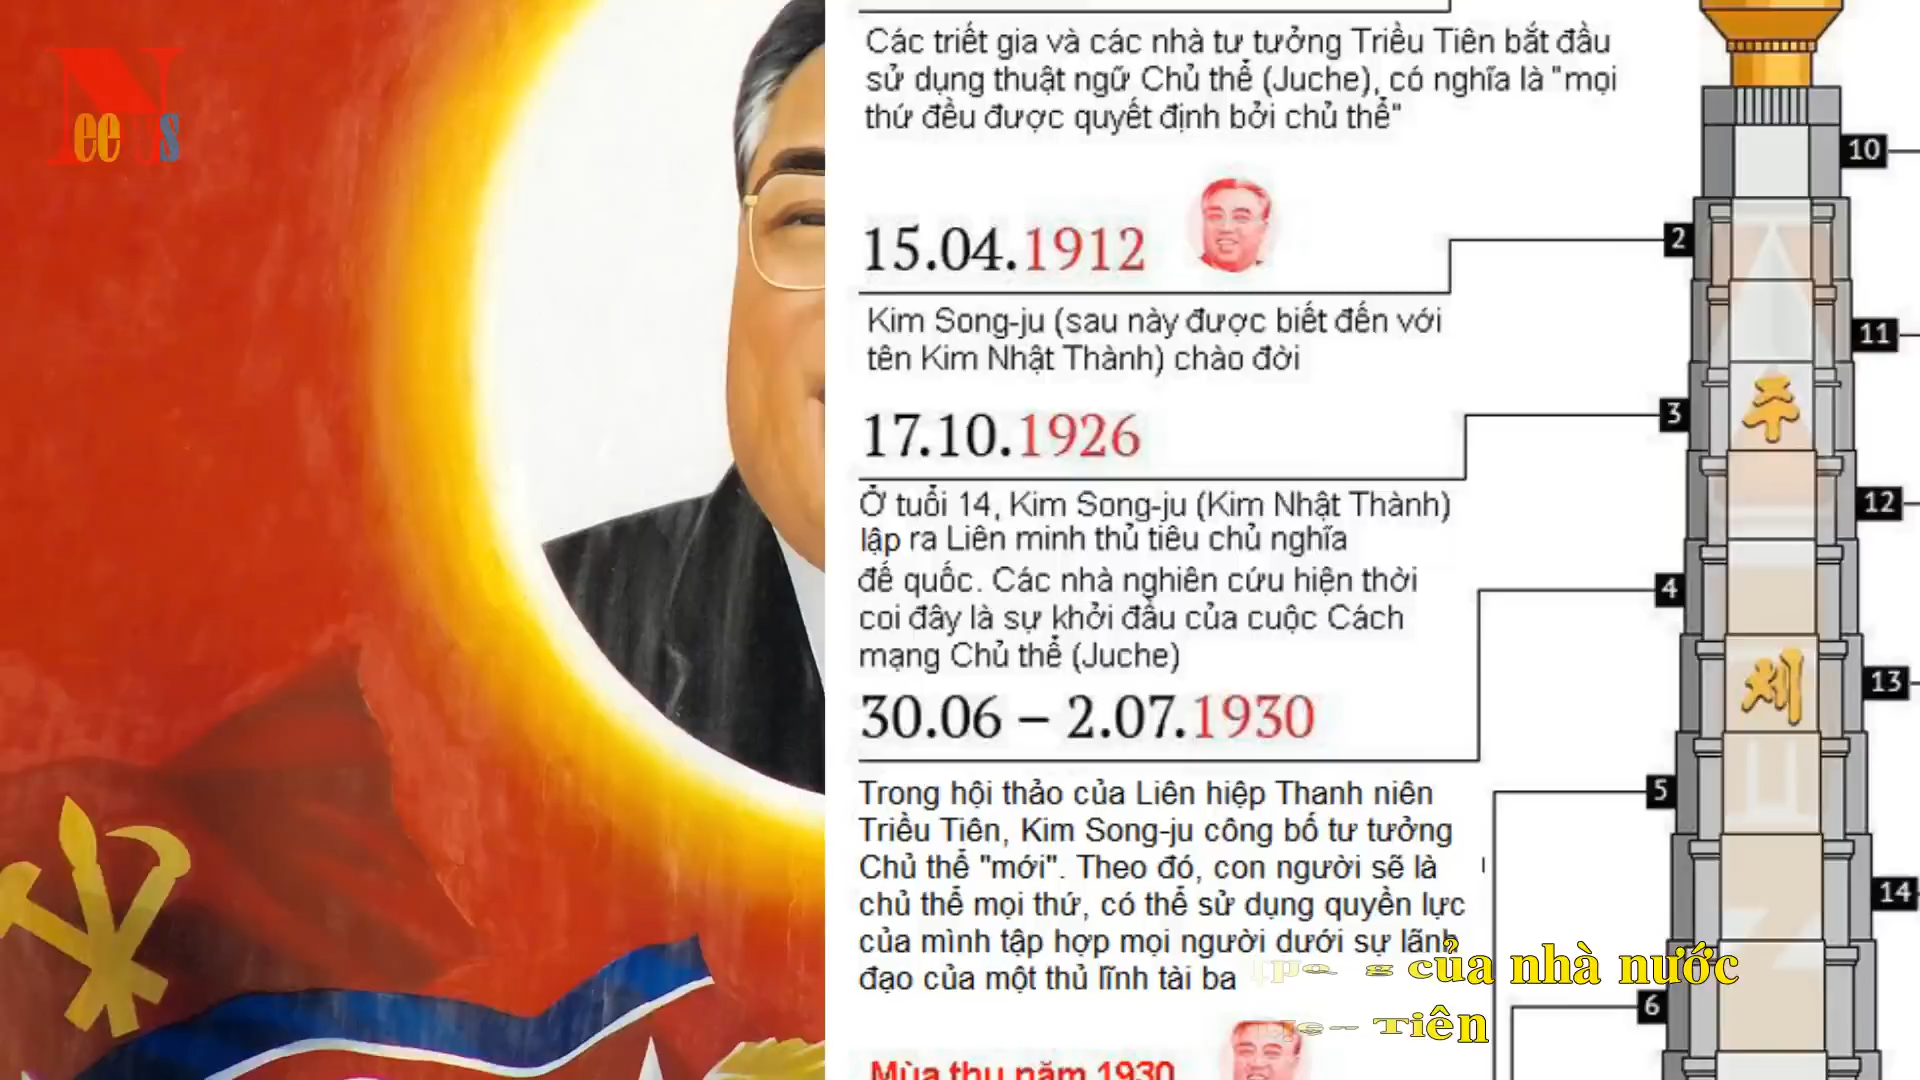 Nee s
Các triết gia và các nhà tư tưởng Triều Tiên bắt đầu
sử dụng thuật ngữ Chủ thể (Juche), có nghĩa là "mọi
thứ đều được quyết định bởi chủ thể"
10
2
15.04.1912
Kim Song-ju (sau này được biết đến với
tên Kim Nhật Thành) chào đời
11
3
주
17.10.1926
Ở tuổi 14, Kim Song-ju (Kim Nhật Thành)
lập ra Liên minh thủ tiêu chủ nghĩa
đế quốc. Các nhà nghiên cứu hiện thời
coi đây là sự khởi đầu của cuộc Cách
mạng Chủ thể (Juche)
12
4
체
13
30.06 – 2.07.1930
5
Trong hội thảo của Liên hiệp Thanh niên
Triều Tiên, Kim Song-ju công bố tư tưởng
Chủ thể "mới". Theo đó, con người sẽ là
chủ thể mọi thứ, có thể sử dụng quyền lực
của mình tập hợp mọi người dưới sự lãnh
đạo của một thủ lĩnh tài ba
14
của nhà nước
Tiên
6
Mùa thu năm 1930